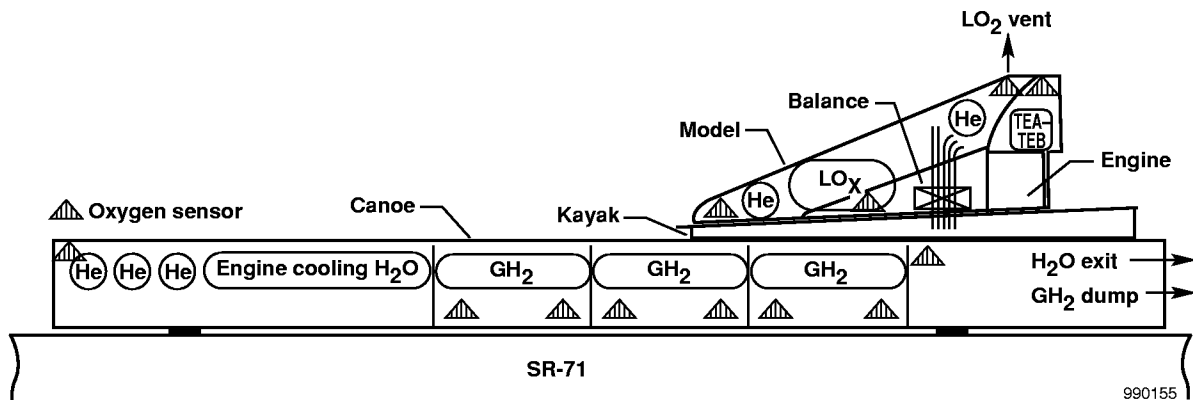 LO2 vent
Balance
He
TEA–
TEB
Model
Engine
LOX
He
Oxygen sensor
Canoe
Kayak
He He He Engine cooling H2O GH2 GH2 GH2 H2O exit
GH2 dump
SR-71
990155